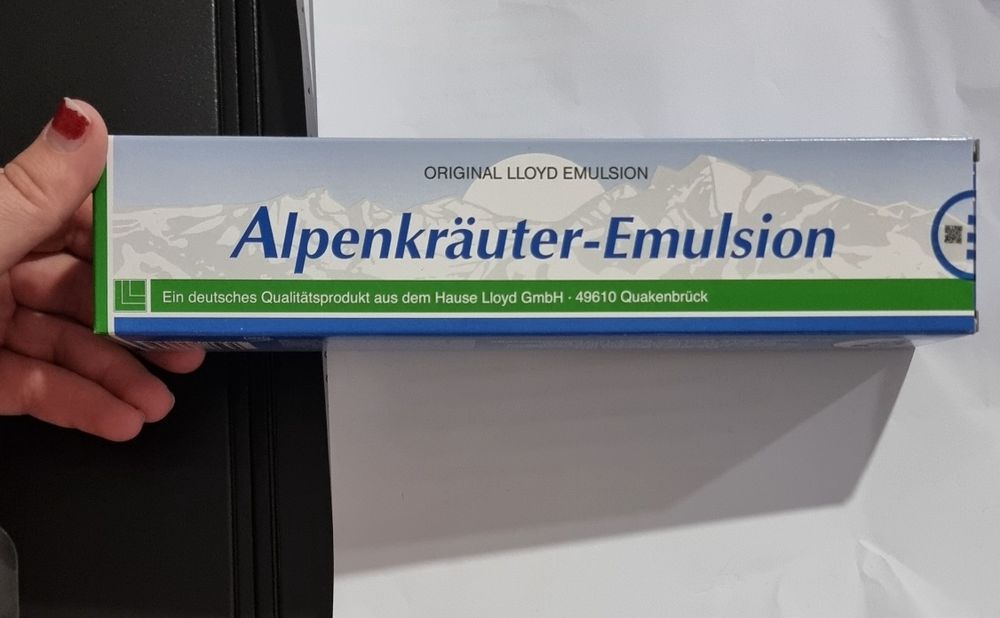 ORIGINAL LLOYD EMULSION
Alpenkräuter-Emulsion
Ein deutsches Qualitätsprodukt aus dem Hause Lloyd GmbH · 49610 Quakenbrück